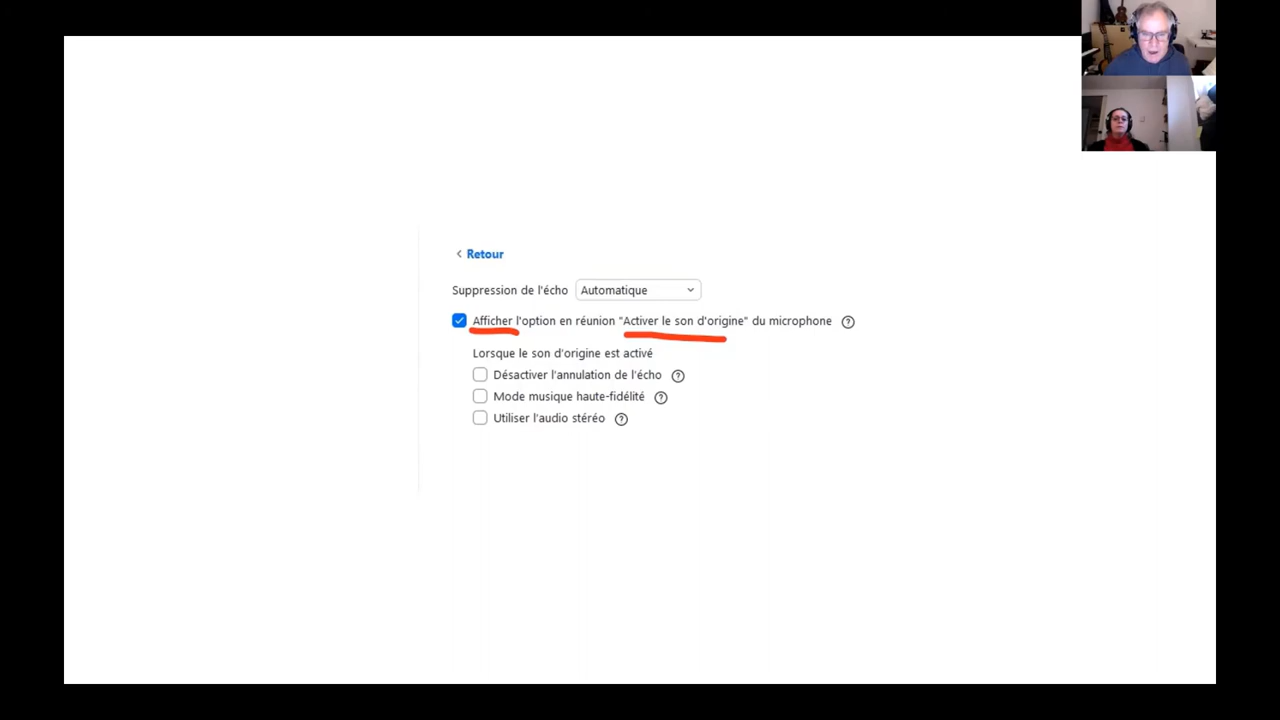 Retour
Suppression de l'écho Automatique
Afficher l'option en réunion "Activer le son d'origine" du microphone
Lorsque le son d'origine est activé
Désactiver l'annulation de l'écho
Mode musique haute-fidélité
Utiliser l'audio stéréo